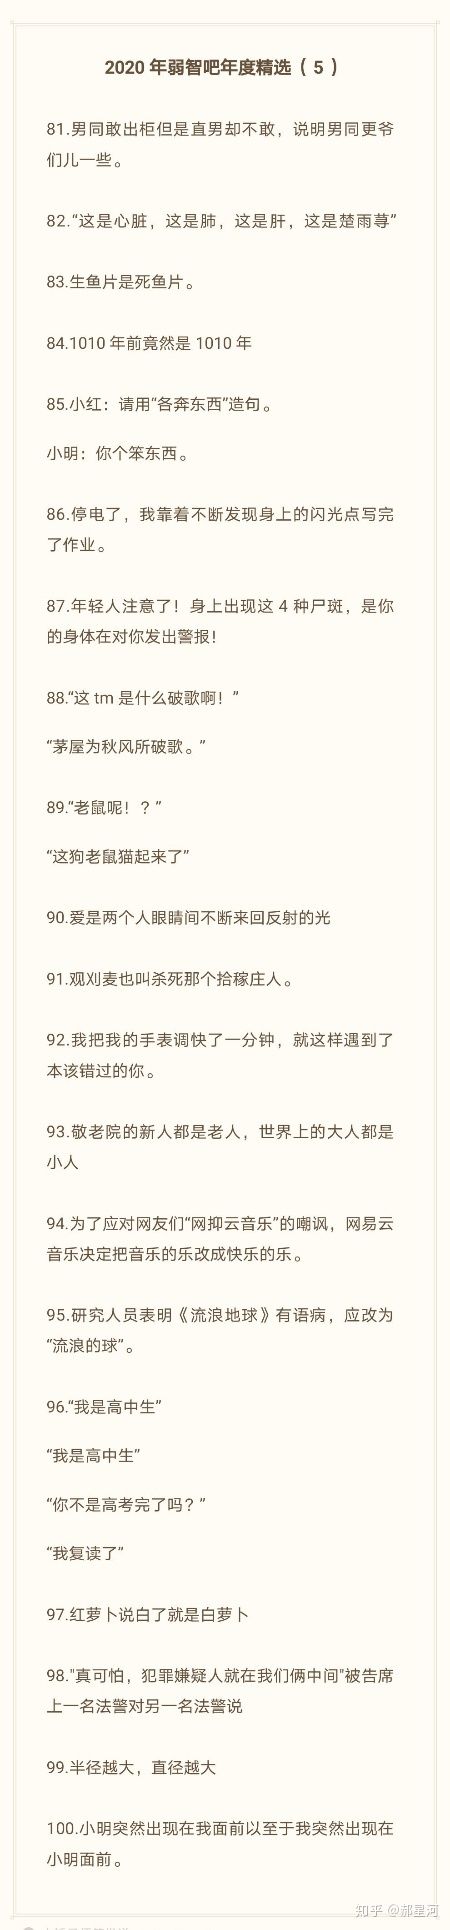 2020 年弱智吧年度精选（ 5 ）
81.男同敢出柜但是直男却不敢，说明男同更爷
们儿一些。
82.“这是心脏，这是肺，这是肝，这是楚雨荨”
83.生鱼片是死鱼片。
84.1010 年前竟然是 1010 年
85.小红：请用“各奔东西”造句。
小明：你个笨东西。
86.停电了，我靠着不断发现身上的闪光点写完
了作业。
87.年轻人注意了！身上出现这 4 种尸斑，是你
的身体在对你发出警报！
88.“这 tm 是什么破歌啊！”
“茅屋为秋风所破歌。”
89.“老鼠呢！？”
“这狗老鼠猫起来了”
90.爱是两个人眼睛间不断来回反射的光
91.观刈麦也叫杀死那个拾稼庄人。
92.我把我的手表调快了一分钟，就这样遇到了
本该错过的你。
93.敬老院的新人都是老人，世界上的大人都是
小人
94.为了应对网友们“网抑云音乐”的嘲讽，网易云
音乐决定把音乐的乐改成快乐的乐。
95.研究人员表明《流浪地球》有语病，应改为
“流浪的球”。
96.“我是高中生”
“我是高中生”
“你不是高考完了吗？”
“我复读了”
97.红萝卜说白了就是白萝卜
98."真可怕，犯罪嫌疑人就在我们俩中间"被告席
上一名法警对另一名法警说
99.半径越大，直径越大
100.小明突然出现在我面前以至于我突然出现在
小明面前。
知乎 @郝星河